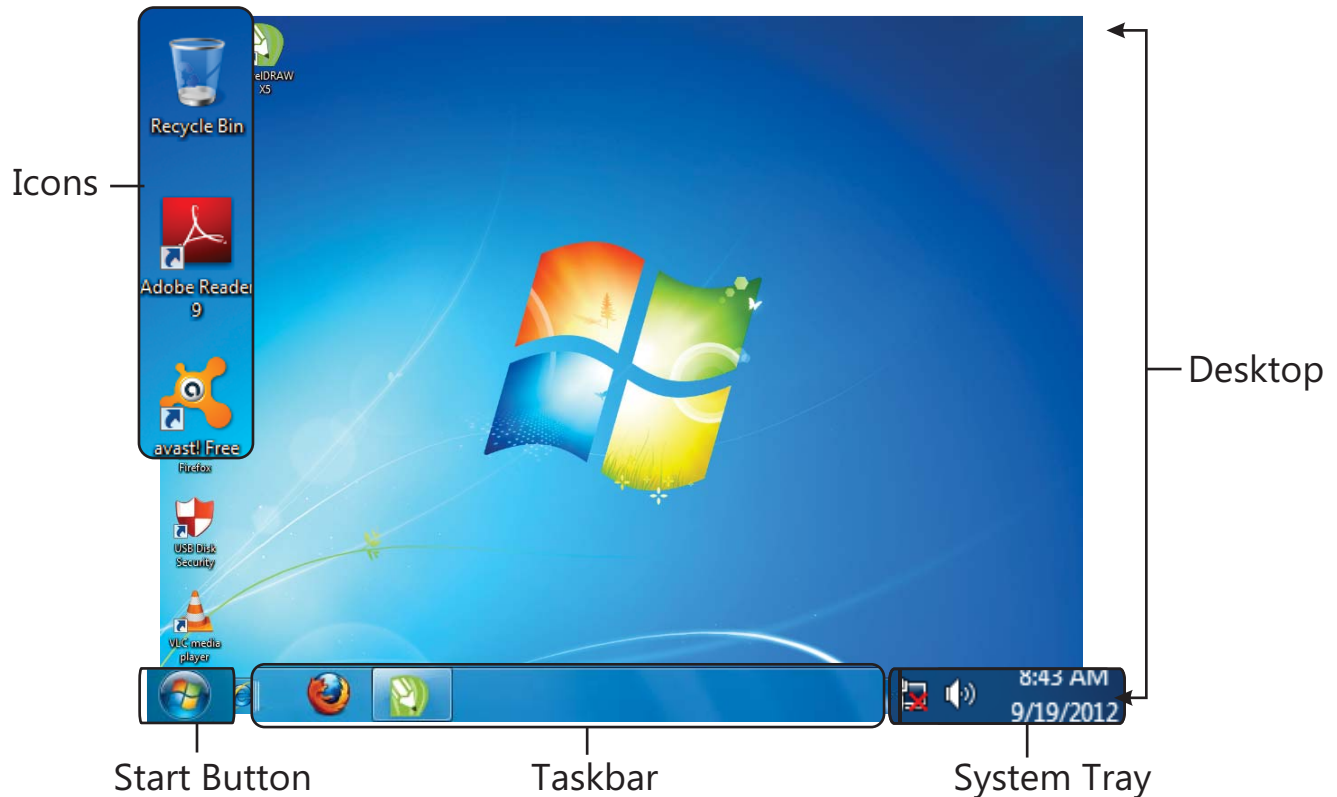 elDRAW
X5
Recycle Bin
Icons
Adobe Reade
9
Desktop
avast! Free
Firefox
USB Disk
Security
VLC media
player
8:43 AM
9/19/2012
Start Button
Taskbar
System Tray